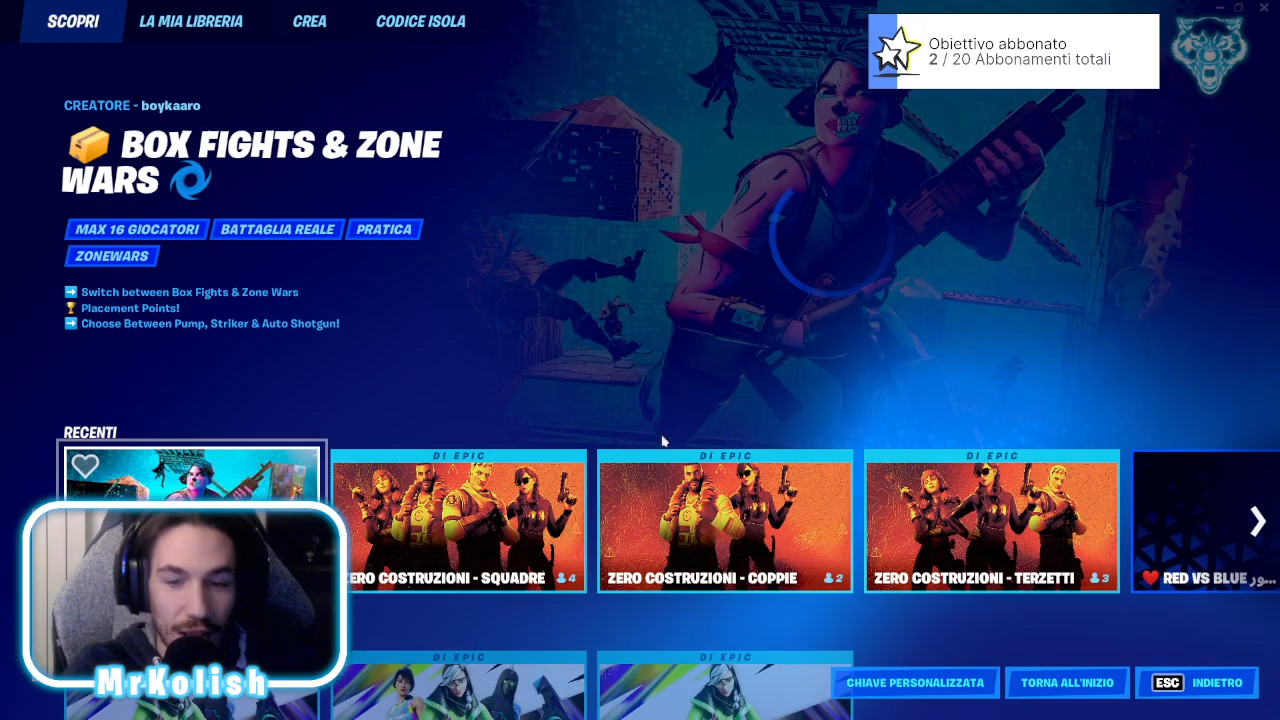 SCOPRI
LA MIA LIBRERIA
CREA
CODICE ISOLA
Obiettivo abbonato
2 / 20 Abbonamenti totali
CREATORE - boykaaro
📦 BOX FIGHTS & ZONE
WARS 🌀
MAX 16 GIOCATORI
BATTAGLIA REALE
PRATICA
ZONEWARS
➡️ Switch between Box Fights & Zone Wars
🏆 Placement Points!
➡️ Choose Between Pump, Striker & Auto Shotgun!
RECENTI
DI EPIC
DI EPIC
DI EPIC
ZERO COSTRUZIONI - SQUADRE 4
ZERO COSTRUZIONI - COPPIE 2
ZERO COSTRUZIONI - TERZETTI 3
❤️ RED VS BLUE ...
DI EPIC
DI EPIC
MrKolish
CHIAVE PERSONALIZZATA
TORNA ALL'INIZIO
ESC INDIETRO